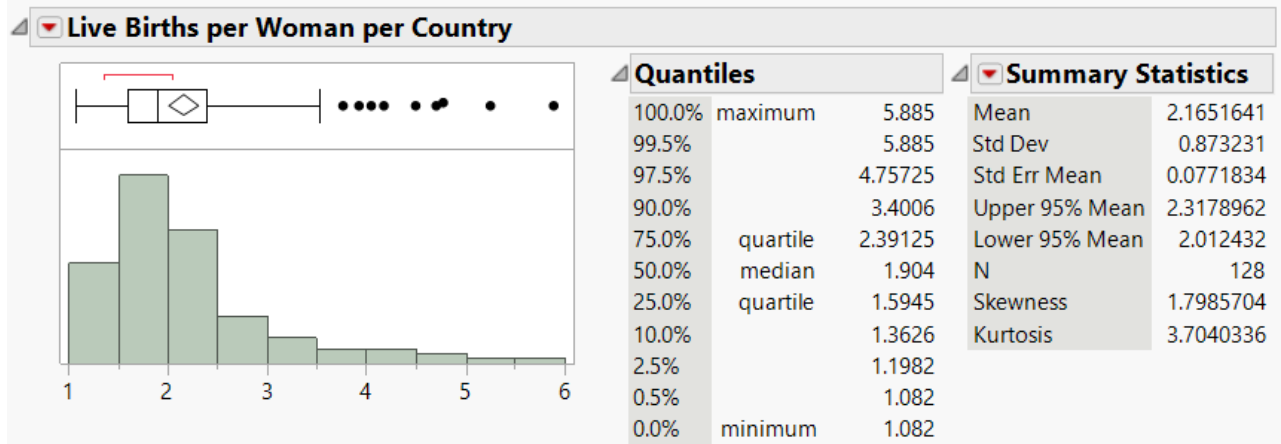 Live Births per Woman per Country
1 2 3 4 5 6
Quantiles
100.0% maximum 5.885
99.5% 5.885
97.5% 4.75725
90.0% 3.4006
75.0% quartile 2.39125
50.0% median 1.904
25.0% quartile 1.5945
10.0% 1.3626
2.5% 1.1982
0.5% 1.082
0.0% minimum 1.082
Summary Statistics
Mean 2.1651641
Std Dev 0.873231
Std Err Mean 0.0771834
Upper 95% Mean 2.3178962
Lower 95% Mean 2.012432
N 128
Skewness 1.7985704
Kurtosis 3.7040336